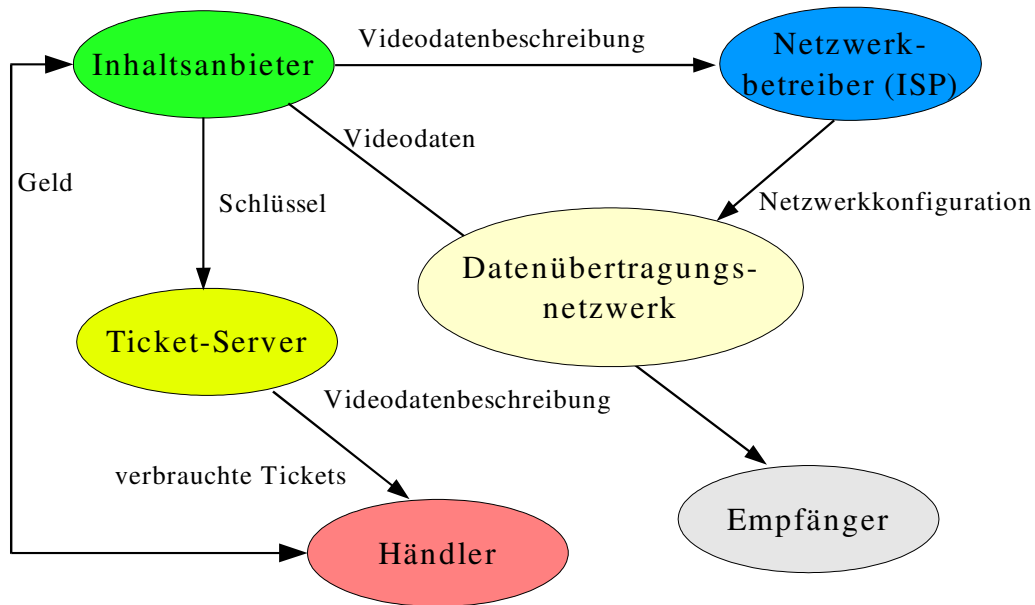 Videodatenbeschreibung
Inhaltsanbieter
Netzwerk-
betreiber (ISP)
Videodaten
Geld
Schlüssel
Netzwerkkonfiguration
Datenübertragungs-
netzwerk
Ticket-Server
Videodatenbeschreibung
verbrauchte Tickets
Empfänger
Händler